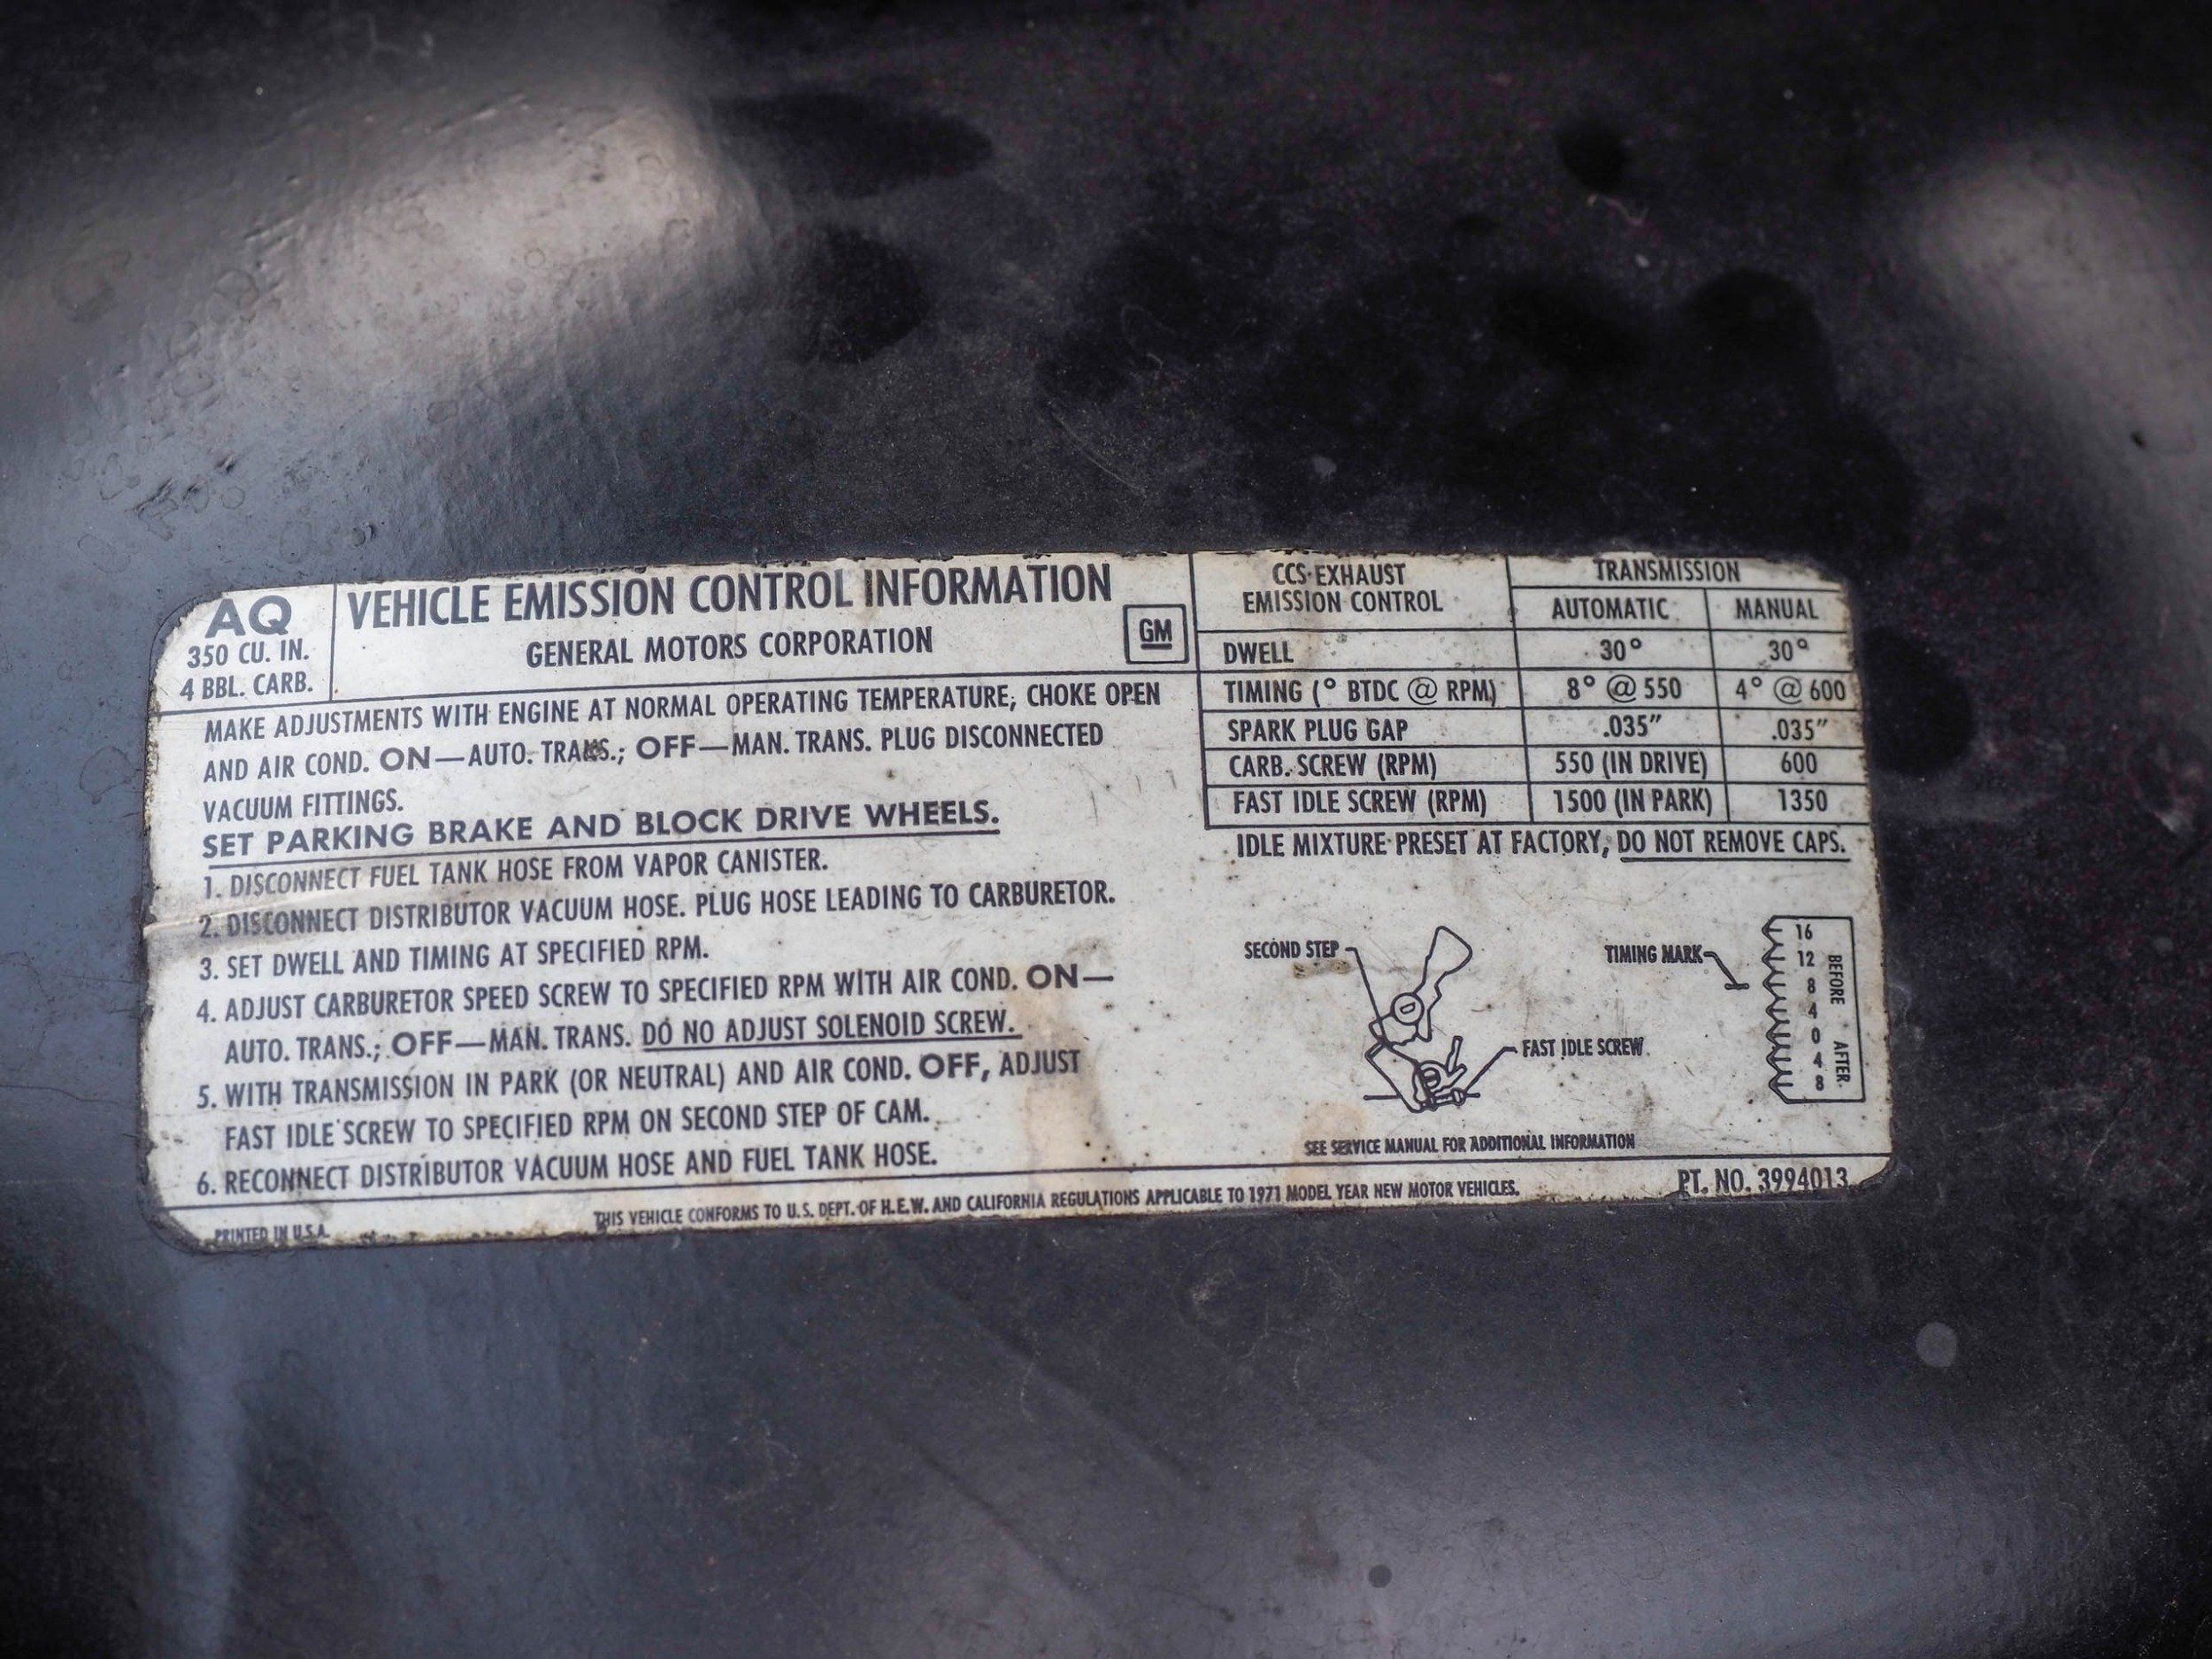 AQ
350 CU. IN.
4 BBL. CARB.
VEHICLE EMISSION CONTROL INFORMATION
GENERAL MOTORS CORPORATION
GM
MAKE ADJUSTMENTS WITH ENGINE AT NORMAL OPERATING TEMPERATURE, CHOKE OPEN
AND AIR COND. ON—AUTO. TRANS.; OFF—MAN. TRANS. PLUG DISCONNECTED
VACUUM FITTINGS.
SET PARKING BRAKE AND BLOCK DRIVE WHEELS.
1. DISCONNECT FUEL TANK HOSE FROM VAPOR CANISTER.
2. DISCONNECT DISTRIBUTOR VACUUM HOSE. PLUG HOSE LEADING TO CARBURETOR.
3. SET DWELL AND TIMING AT SPECIFIED RPM.
4. ADJUST CARBURETOR SPEED SCREW TO SPECIFIED RPM WITH AIR COND. ON—
AUTO. TRANS.; OFF—MAN. TRANS. DO NO ADJUST SOLENOID SCREW.
5. WITH TRANSMISSION IN PARK (OR NEUTRAL) AND AIR COND. OFF, ADJUST
FAST IDLE SCREW TO SPECIFIED RPM ON SECOND STEP OF CAM.
6. RECONNECT DISTRIBUTOR VACUUM HOSE AND FUEL TANK HOSE.
CCS-EXHAUST
EMISSION CONTROL
TRANSMISSION
AUTOMATIC MANUAL
DWELL 30° 30°
TIMING (° BTDC @ RPM) 8° @ 550 4° @ 600
SPARK PLUG GAP .035" .035"
CARB. SCREW (RPM) 550 (IN DRIVE) 600
FAST IDLE SCREW (RPM) 1500 (IN PARK) 1350
IDLE MIXTURE PRESET AT FACTORY, DO NOT REMOVE CAPS.
SECOND STEP
FAST IDLE SCREW
TIMING MARK
16
12
8
4
0
4
8
BEFORE
AFTER
SEE SERVICE MANUAL FOR ADDITIONAL INFORMATION
PRINTED IN U.S.A.
THIS VEHICLE CONFORMS TO U.S. DEPT. OF H.E.W. AND CALIFORNIA REGULATIONS APPLICABLE TO 1971 MODEL YEAR NEW MOTOR VEHICLES.
PT. NO. 3994013